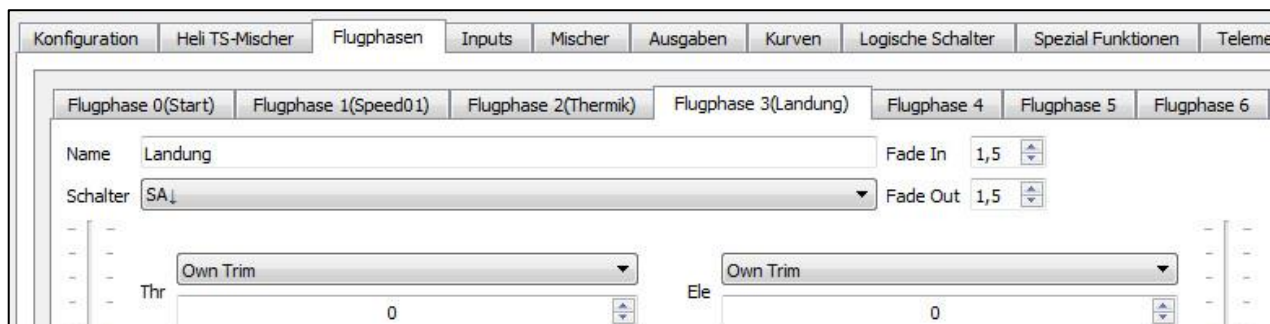 Konfiguration Heli TS-Mischer Flugphasen Inputs Mischer Ausgaben Kurven Logische Schalter Spezial Funktionen Teleme
Flugphase 0(Start) Flugphase 1(Speed01) Flugphase 2(Thermik) Flugphase 3(Landung) Flugphase 4 Flugphase 5 Flugphase 6
Name Landung Fade In 1,5
Schalter SA↓ Fade Out 1,5
Own Trim Own Trim
Thr Ele
0 0